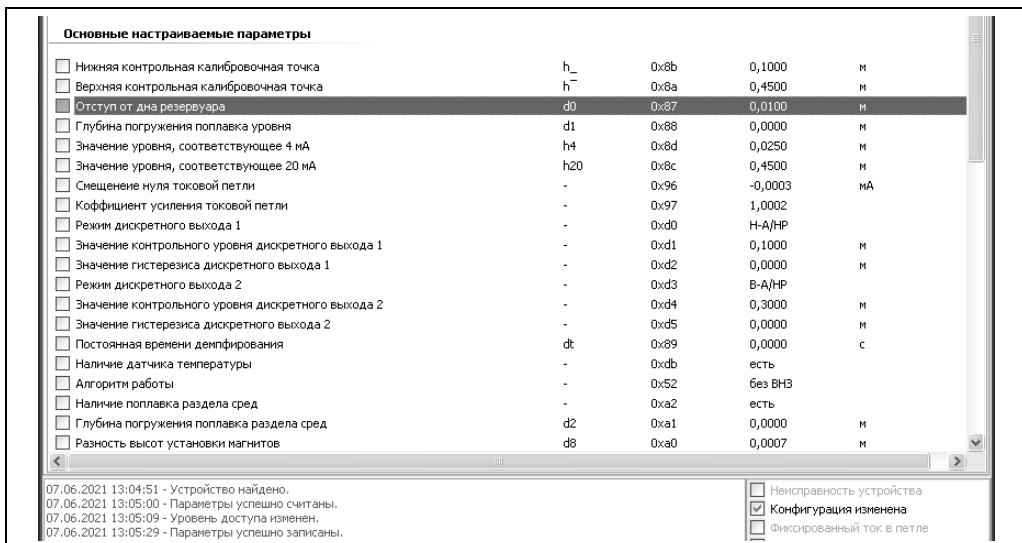 Основные настраиваемые параметры
Нижняя контрольная калибровочная точка h_ 0x8b 0,1000 м
Верхняя контрольная калибровочная точка h‾ 0x8a 0,4500 м
Отступ от дна резервуара d0 0x87 0,0100 м
Глубина погружения поплавка уровня d1 0x88 0,0000 м
Значение уровня, соответствующее 4 мА h4 0x8d 0,0250 м
Значение уровня, соответствующее 20 мА h20 0x8c 0,4500 м
Смещенеие нуля токовой петли - 0x96 -0,0003 мА
Коффициент усиления токовой петли - 0x97 1,0002
Режим дискретного выхода 1 - 0xd0 Н-А/НР
Значение контрольного уровня дискретного выхода 1 - 0xd1 0,1000 м
Значение гистерезиса дискретного выхода 1 - 0xd2 0,0000 м
Режим дискретного выхода 2 - 0xd3 В-А/НР
Значение контрольного уровня дискретного выхода 2 - 0xd4 0,3000 м
Значение гистерезиса дискретного выхода 2 - 0xd5 0,0000 м
Постоянная времени демпфирования dt 0x89 0,0000 с
Наличие датчика температуры - 0xdb есть
Алгоритм работы - 0x52 без ВНЗ
Наличие поплавка раздела сред - 0xa2 есть
Глубина погружения поплавка раздела сред d2 0xa1 0,0000 м
Разность высот установки магнитов d8 0xa0 0,0007 м
07.06.2021 13:04:51 - Устройство найдено.
07.06.2021 13:05:00 - Параметры успешно считаны.
07.06.2021 13:05:09 - Уровень доступа изменен.
07.06.2021 13:05:29 - Параметры успешно записаны.
Неисправность устройства
Конфигурация изменена
Фиксированный ток в петле